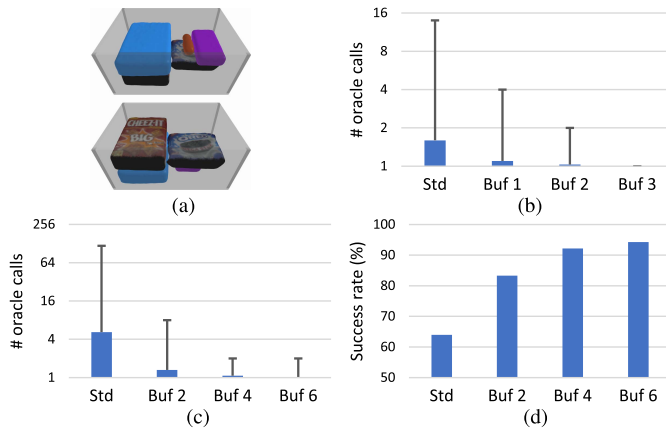 CHEEZ-IT
BIG
(a)
# oracle calls
16
8
4
2
1
Std Buf 1 Buf 2 Buf 3
(b)
# oracle calls
256
64
16
4
1
Std Buf 2 Buf 4 Buf 6
(c)
Success rate (%)
100
90
80
70
60
50
Std Buf 2 Buf 4 Buf 6
(d)